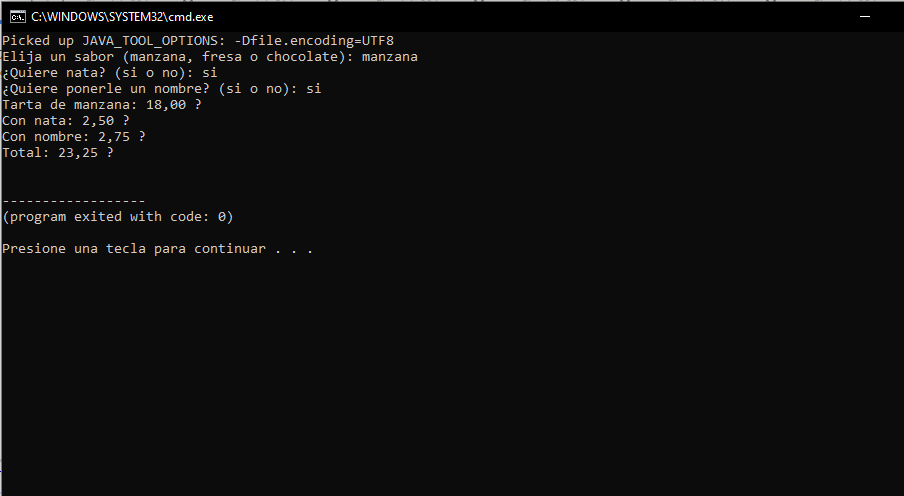 C:\WINDOWS\SYSTEM32\cmd.exe
Picked up JAVA_TOOL_OPTIONS: -Dfile.encoding=UTF8
Elija un sabor (manzana, fresa o chocolate): manzana
¿Quiere nata? (si o no): si
¿Quiere ponerle un nombre? (si o no): si
Tarta de manzana: 18,00 ?
Con nata: 2,50 ?
Con nombre: 2,75 ?
Total: 23,25 ?
------------------
(program exited with code: 0)
Presione una tecla para continuar . . .